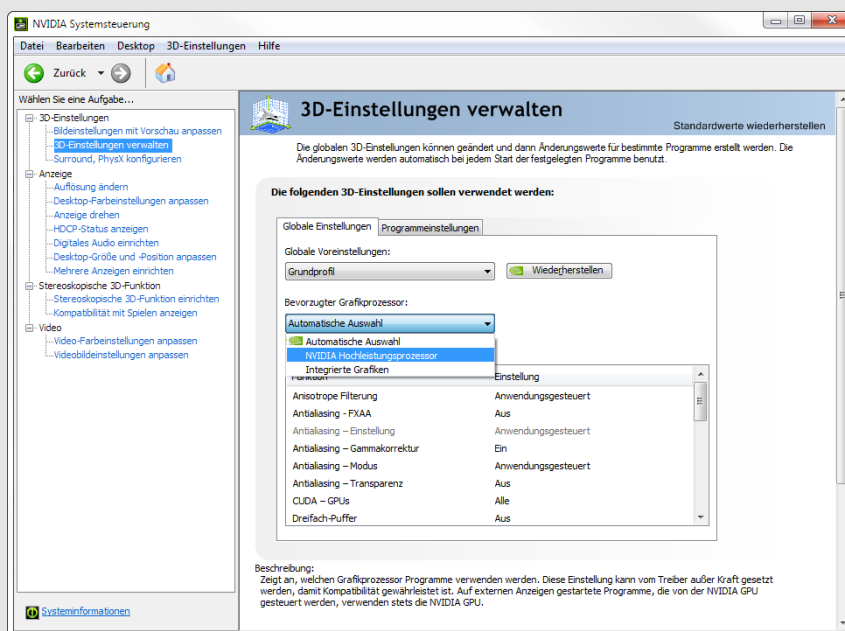 NVIDIA Systemsteuerung
Datei Bearbeiten Desktop 3D-Einstellungen Hilfe
Zurück
Wählen Sie eine Aufgabe...
3D-Einstellungen
Bildeinstellungen mit Vorschau anpassen
3D-Einstellungen verwalten
Surround, PhysX konfigurieren
Anzeige
Auflösung ändern
Desktop-Farbeinstellungen anpassen
Anzeige drehen
HDCP-Status anzeigen
Digitales Audio einrichten
Desktop-Größe und -Position anpassen
Mehrere Anzeigen einrichten
Stereoskopische 3D-Funktion
Stereoskopische 3D-Funktion einrichten
Kompatibilität mit Spielen anzeigen
Video
Video-Farbeinstellungen anpassen
Videobildeinstellungen anpassen
Systeminformationen
3D-Einstellungen verwalten
Standardwerte wiederherstellen
Die globalen 3D-Einstellungen können geändert und dann Änderungswerte für bestimmte Programme erstellt werden. Die
Änderungswerte werden automatisch bei jedem Start der festgelegten Programme benutzt.
Die folgenden 3D-Einstellungen sollen verwendet werden:
Globale Einstellungen Programmeinstellungen
Globale Voreinstellungen:
Grundprofil Wiederherstellen
Bevorzugter Grafikprozessor:
Automatische Auswahl
Automatische Auswahl
NVIDIA Hochleistungsprozessor
Integrierte Grafiken
Funktion Einstellung
Anisotrope Filterung Anwendungsgesteuert
Antialiasing - FXAA Aus
Antialiasing – Einstellung Anwendungsgesteuert
Antialiasing – Gammakorrektur Ein
Antialiasing – Modus Anwendungsgesteuert
Antialiasing – Transparenz Aus
CUDA – GPUs Alle
Dreifach-Puffer Aus
Beschreibung:
Zeigt an, welchen Grafikprozessor Programme verwenden werden. Diese Einstellung kann vom Treiber außer Kraft gesetzt
werden, damit Kompatibilität gewährleistet ist. Auf externen Anzeigen gestartete Programme, die von der NVIDIA GPU
gesteuert werden, verwenden stets die NVIDIA GPU.